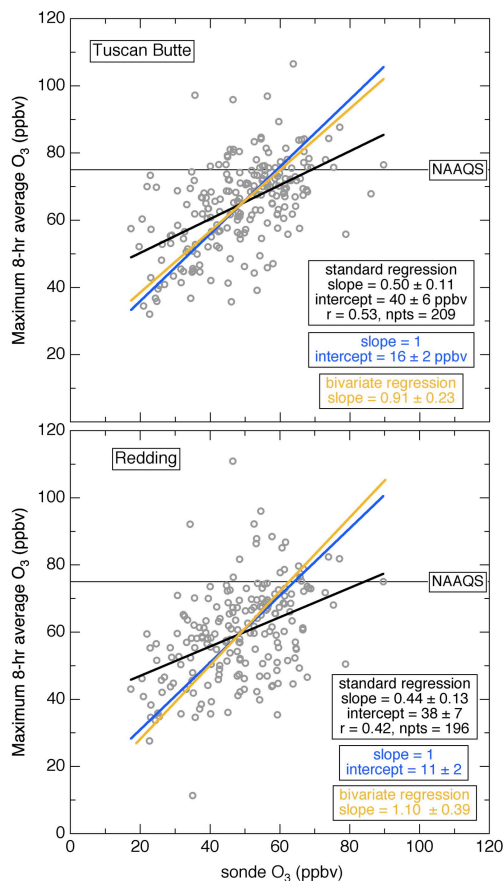 Tuscan Butte
Maximum 8-hr average O3 (ppbv)
120
100
80
60
40
20
NAAQS
standard regression
slope = 0.50 ± 0.11
intercept = 40 ± 6 ppbv
r = 0.53, npts = 209
slope = 1
intercept = 16 ± 2 ppbv
bivariate regression
slope = 0.91 ± 0.23
Redding
Maximum 8-hr average O3 (ppbv)
120
100
80
60
40
20
0
NAAQS
standard regression
slope = 0.44 ± 0.13
intercept = 38 ± 7
r = 0.42, npts = 196
slope = 1
intercept = 11 ± 2
bivariate regression
slope = 1.10 ± 0.39
0 20 40 60 80 100
sonde O3 (ppbv)